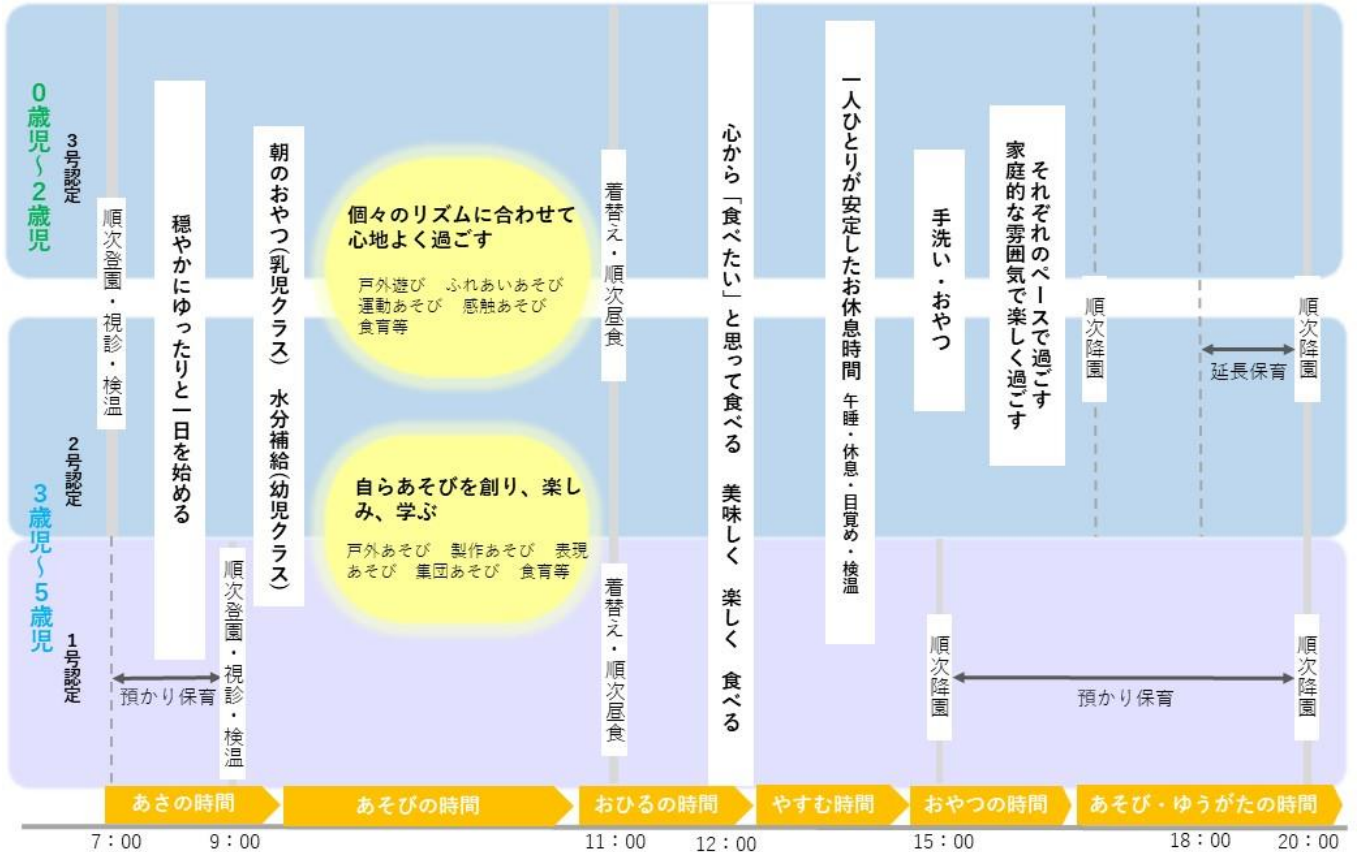 0歳児～2歳児
3号認定
3歳児～5歳児
2号認定
1号認定
順次登園・視診・検温
穏やかにゆったりと一日を始める
預かり保育
順次登園・視診・検温
朝のおやつ(乳児クラス)　水分補給(幼児クラス)
個々のリズムに合わせて
心地よく過ごす
戸外遊び　ふれあいあそび
運動あそび　感触あそび
食育等
自らあそびを創り、楽し
み、学ぶ
戸外あそび　製作あそび　表現
あそび　集団あそび　食育等
着替え・順次昼食
着替え・順次昼食
心から「食べたい」と思って食べる　美味しく　楽しく　食べる
一人ひとりが安定したお休息時間 午睡・休息・目覚め・検温
手洗い・おやつ
それぞれのペースで過ごす
家庭的な雰囲気で楽しく過ごす
順次降園
延長保育
順次降園
順次降園
預かり保育
順次降園
あさの時間
あそびの時間
おひるの時間
やすむ時間
おやつの時間
あそび・ゆうがたの時間
7：00
9：00
11：00
12：00
15：00
18：00
20：00